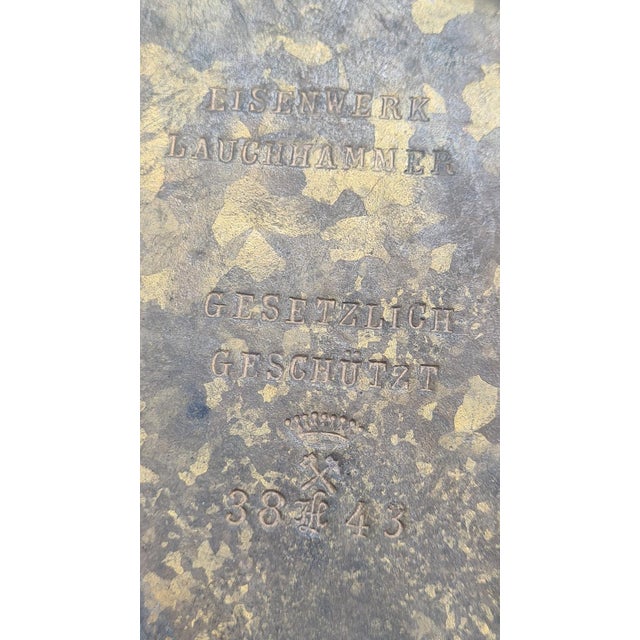 EISENWERK
LAUCHHAMMER
GESETZLICH
GESCHÜTZT
38 43